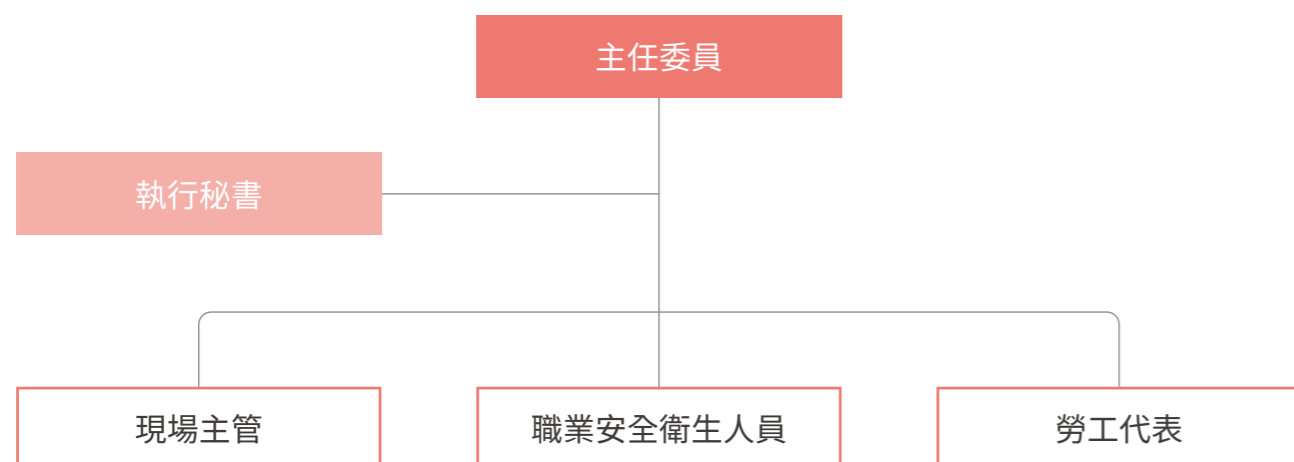 主任委員
執行秘書
現場主管
職業安全衛生人員
勞工代表